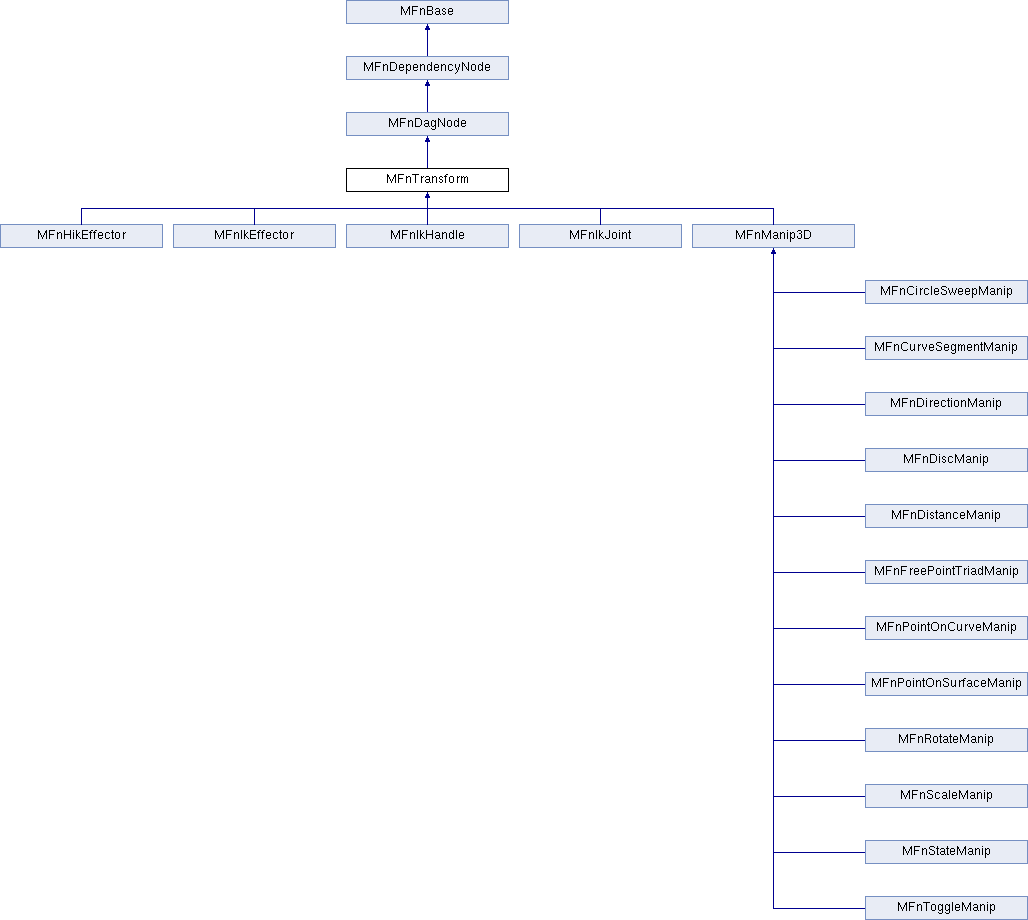 MFnBase
MFnDependencyNode
MFnDagNode
MFnTransform
MFnHikEffector
MFnIkEffector
MFnIkHandle
MFnIkJoint
MFnManip3D
MFnCircleSweepManip
MFnCurveSegmentManip
MFnDirectionManip
MFnDiscManip
MFnDistanceManip
MFnFreePointTriadManip
MFnPointOnCurveManip
MFnPointOnSurfaceManip
MFnRotateManip
MFnScaleManip
MFnStateManip
MFnToggleManip